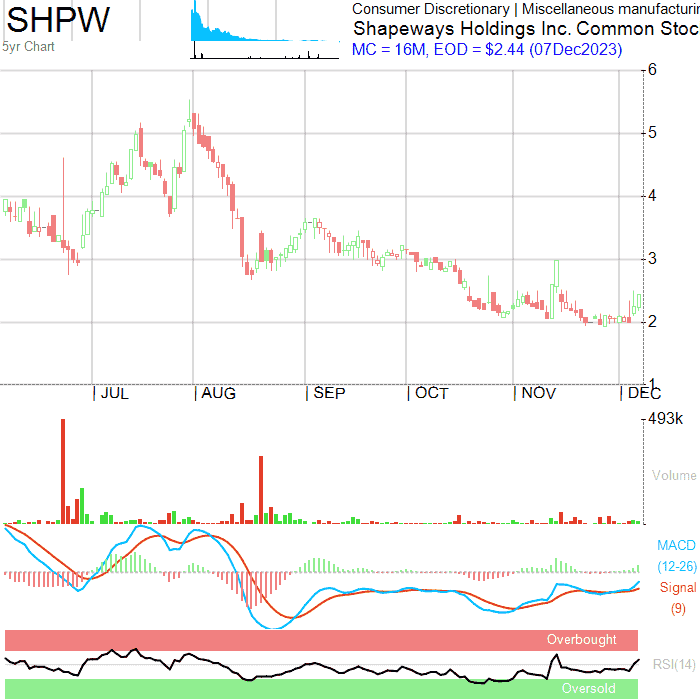 SHPW
5yr Chart
Consumer Discretionary | Miscellaneous manufacturin
Shapeways Holdings Inc. Common Stoc
MC = 16M, EOD = $2.44 (07Dec2023)
6
5
4
3
2
1
JUL AUG SEP OCT NOV DEC
493k
Volume
MACD
(12-26)
Signal
(9)
Overbought
RSI(14)
Oversold